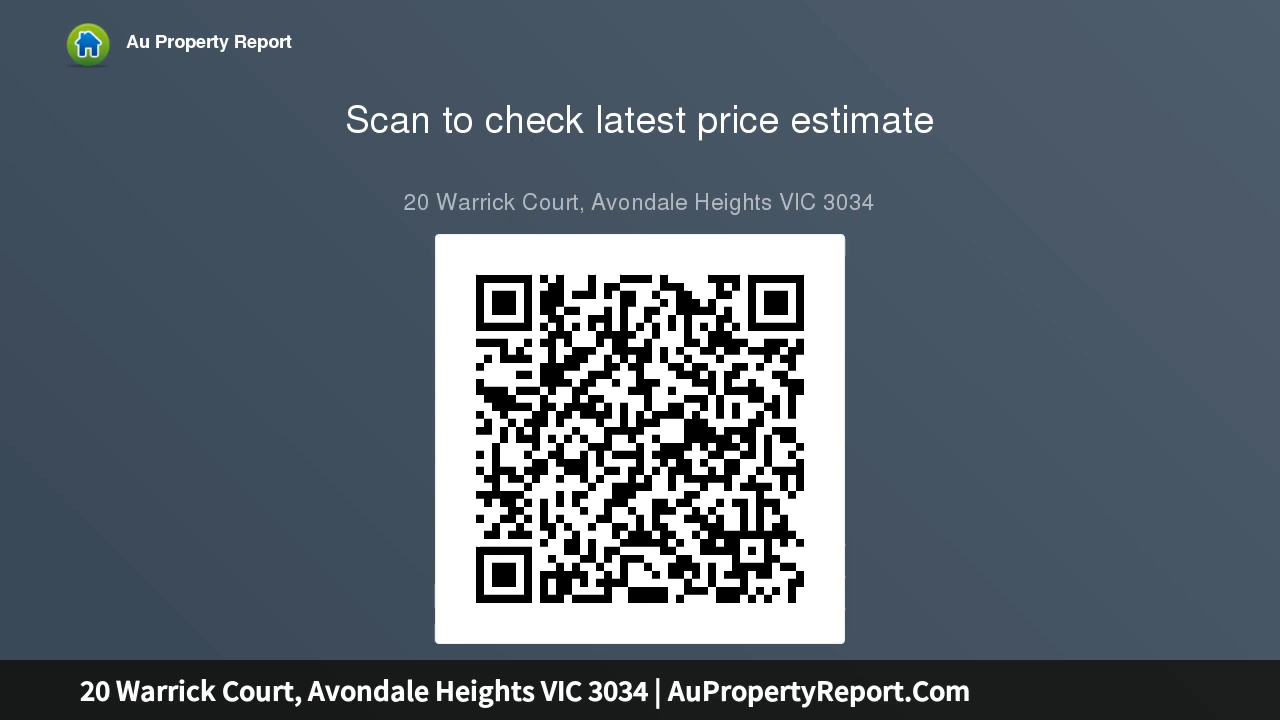 Au Property Report
Scan to check latest price estimate
20 Warrick Court, Avondale Heights VIC 3034
20 Warrick Court, Avondale Heights VIC 3034 | AuPropertyReport.Com